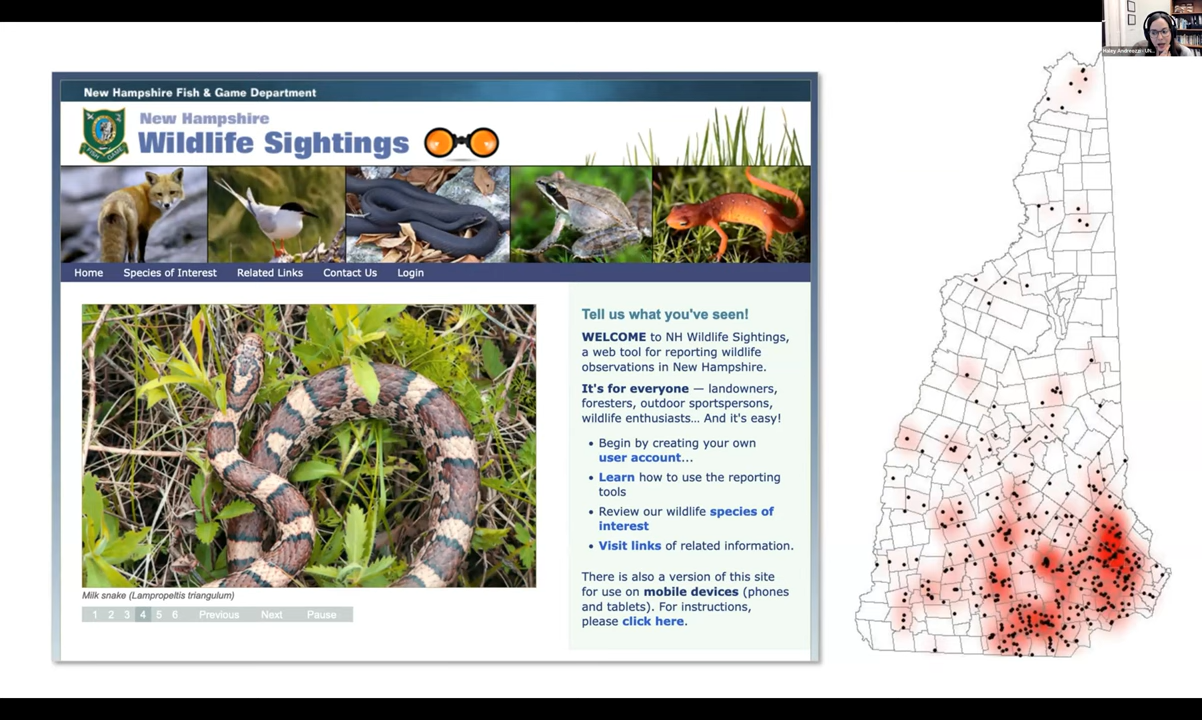 Haley Andreozzi - UN...
New Hampshire Fish & Game Department
New Hampshire
Wildlife Sightings
FISH GAME
Home Species of Interest Related Links Contact Us Login
Tell us what you've seen!
WELCOME to NH Wildlife Sightings,
a web tool for reporting wildlife
observations in New Hampshire.
It's for everyone — landowners,
foresters, outdoor sportspersons,
wildlife enthusiasts... And it's easy!
• Begin by creating your own
user account...
• Learn how to use the reporting
tools
• Review our wildlife species of
interest
• Visit links of related information.
There is also a version of this site
for use on mobile devices (phones
and tablets). For instructions,
please click here.
Milk snake (Lampropeltis triangulum)
1 2 3 4 5 6 Previous Next Pause